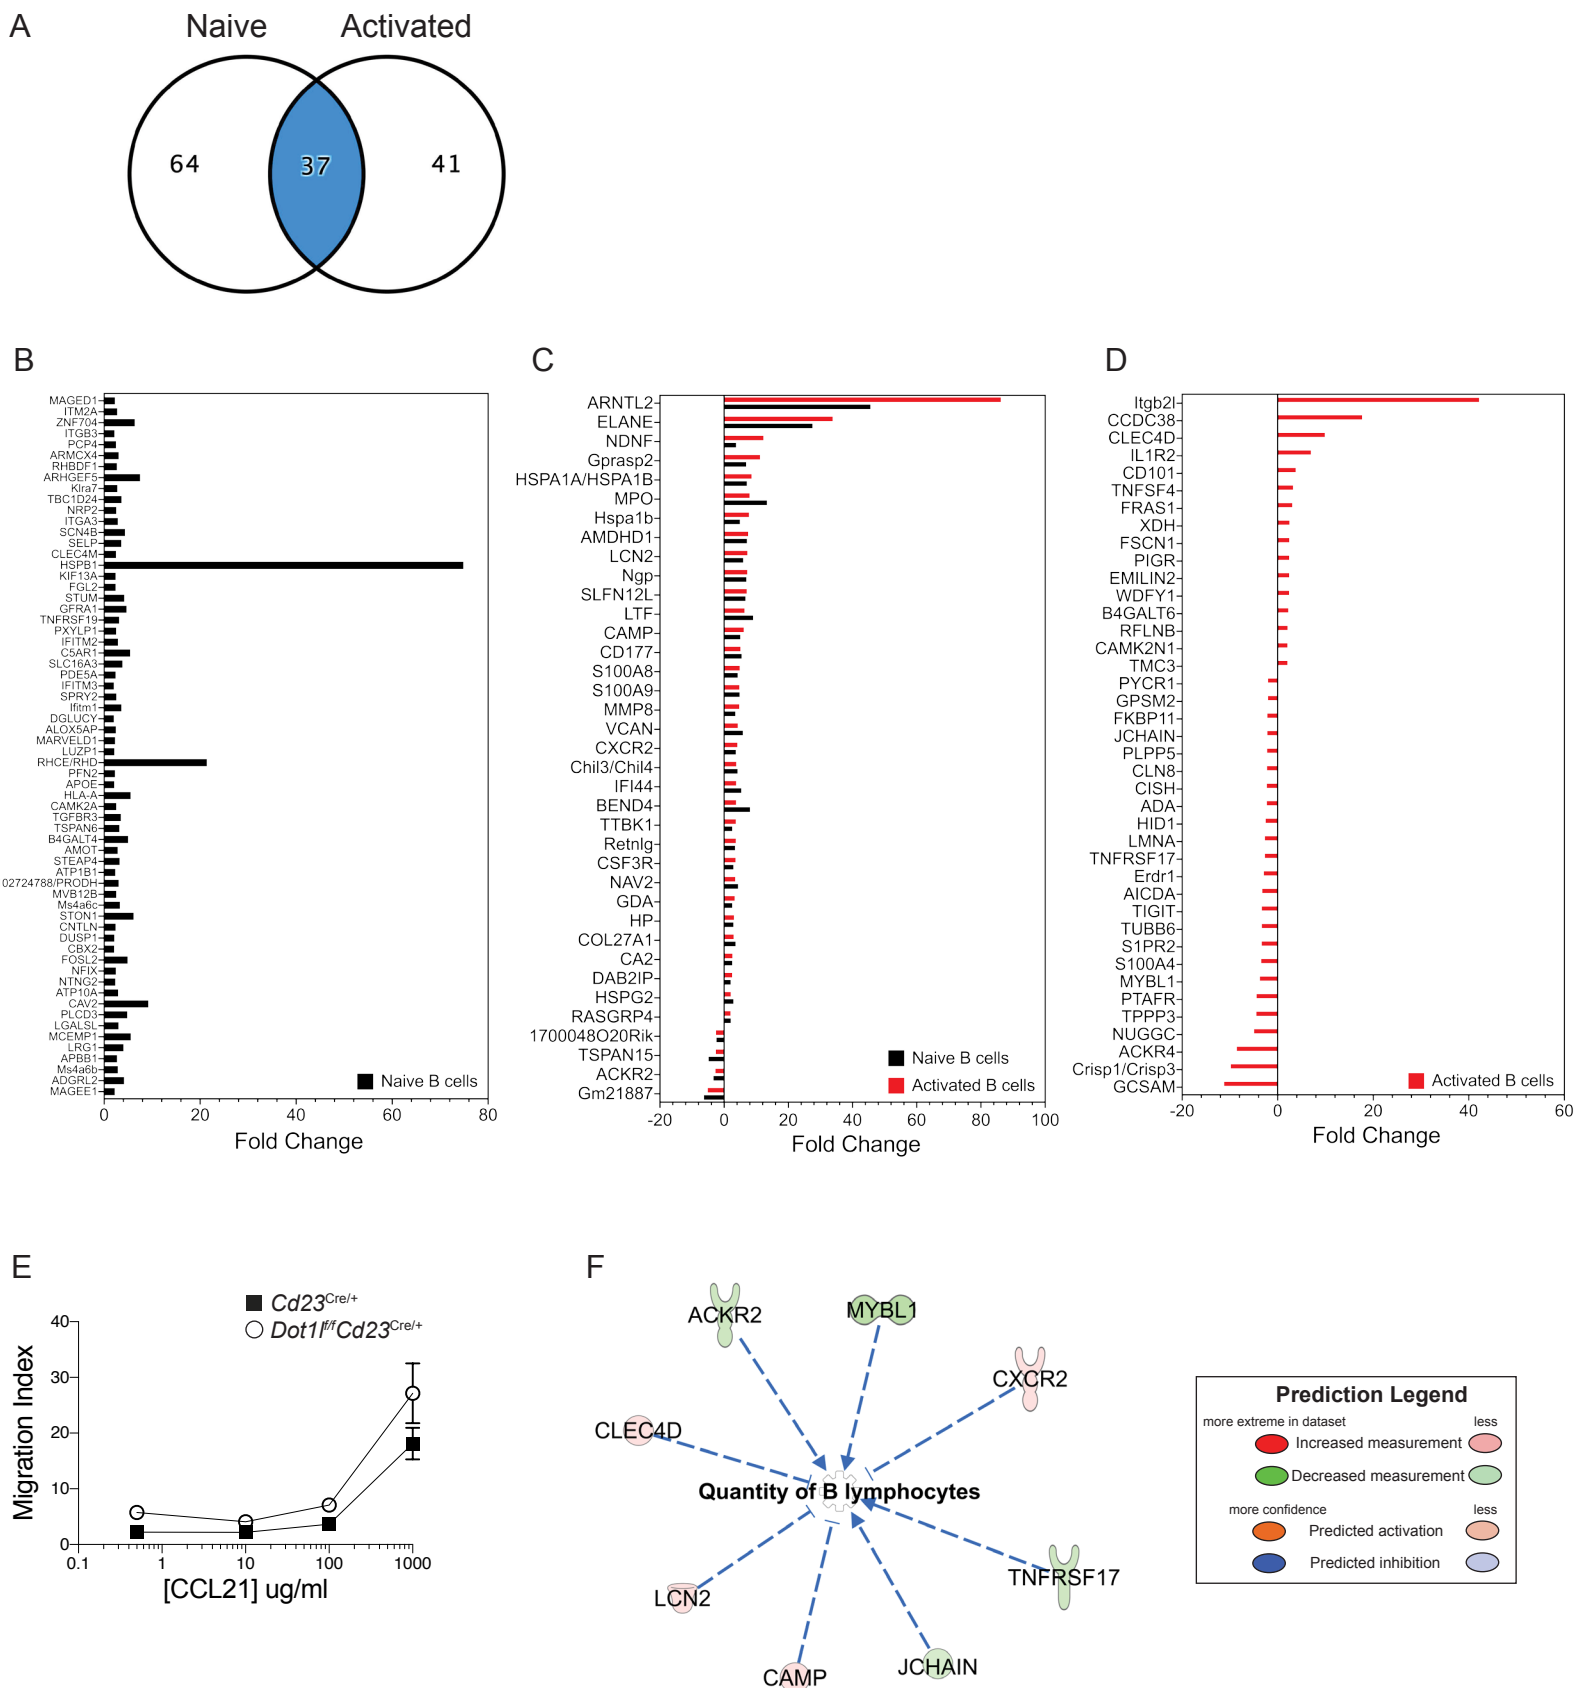 A
Naive
Activated
64
37
41
B
MAGED1
ITM2A
ZNF704
ITGB3
PCP4
ARMCX4
RHBDF1
ARHGEF5
Klra7
TBC1D24
NRP2
ITGA3
SCN4B
SELP
CLEC4M
HSPB1
KIF13A
FGL2
STUM
GFRA1
TNFRSF19
PXYLP1
IFITM2
C5AR1
SLC16A3
PDE5A
IFITM3
SPRY2
Ifitm1
DGLUCY
ALOX5AP
MARVELD1
LUZP1
RHCE/RHD
PFN2
APOE
HLA-A
CAMK2A
TGFBR3
TSPAN6
B4GALT4
AMOT
STEAP4
ATP1B1
02724788/PRODH
MVB12B
Ms4a6c
STON1
CNTLN
DUSP1
CBX2
FOSL2
NFIX
NTNG2
ATP10A
CAV2
PLCD3
LGALSL
MCEMP1
LRG1
APBB1
Ms4a6b
ADGRL2
MAGEE1
Naive B cells
0 20 40 60 80
Fold Change
C
ARNTL2
ELANE
NDNF
Gprasp2
HSPA1A/HSPA1B
MPO
Hspa1b
AMDHD1
LCN2
Ngp
SLFN12L
LTF
CAMP
CD177
S100A8
S100A9
MMP8
VCAN
CXCR2
Chil3/Chil4
IFI44
BEND4
TTBK1
Retnlg
CSF3R
NAV2
GDA
HP
COL27A1
CA2
DAB2IP
HSPG2
RASGRP4
1700048O20Rik
TSPAN15
ACKR2
Gm21887
Naive B cells
Activated B cells
-20 0 20 40 60 80 100
Fold Change
D
Itgb2l
CCDC38
CLEC4D
IL1R2
CD101
TNFSF4
FRAS1
XDH
FSCN1
PIGR
EMILIN2
WDFY1
B4GALT6
RFLNB
CAMK2N1
TMC3
PYCR1
GPSM2
FKBP11
JCHAIN
PLPP5
CLN8
CISH
ADA
HID1
LMNA
TNFRSF17
Erdr1
AICDA
TIGIT
TUBB6
S1PR2
S100A4
MYBL1
PTAFR
TPPP3
NUGGC
ACKR4
Crisp1/Crisp3
GCSAM
Activated B cells
-20 0 20 40 60
Fold Change
E
Cd23Cre/+
Dot1lf/fCd23Cre/+
Migration Index
40
30
20
10
0
0.1 1 10 100 1000
[CCL21] ug/ml
F
ACKR2
MYBL1
CXCR2
CLEC4D
Quantity of B lymphocytes
TNFRSF17
LCN2
JCHAIN
CAMP
Prediction Legend
more extreme in dataset less
Increased measurement
Decreased measurement
more confidence less
Predicted activation
Predicted inhibition